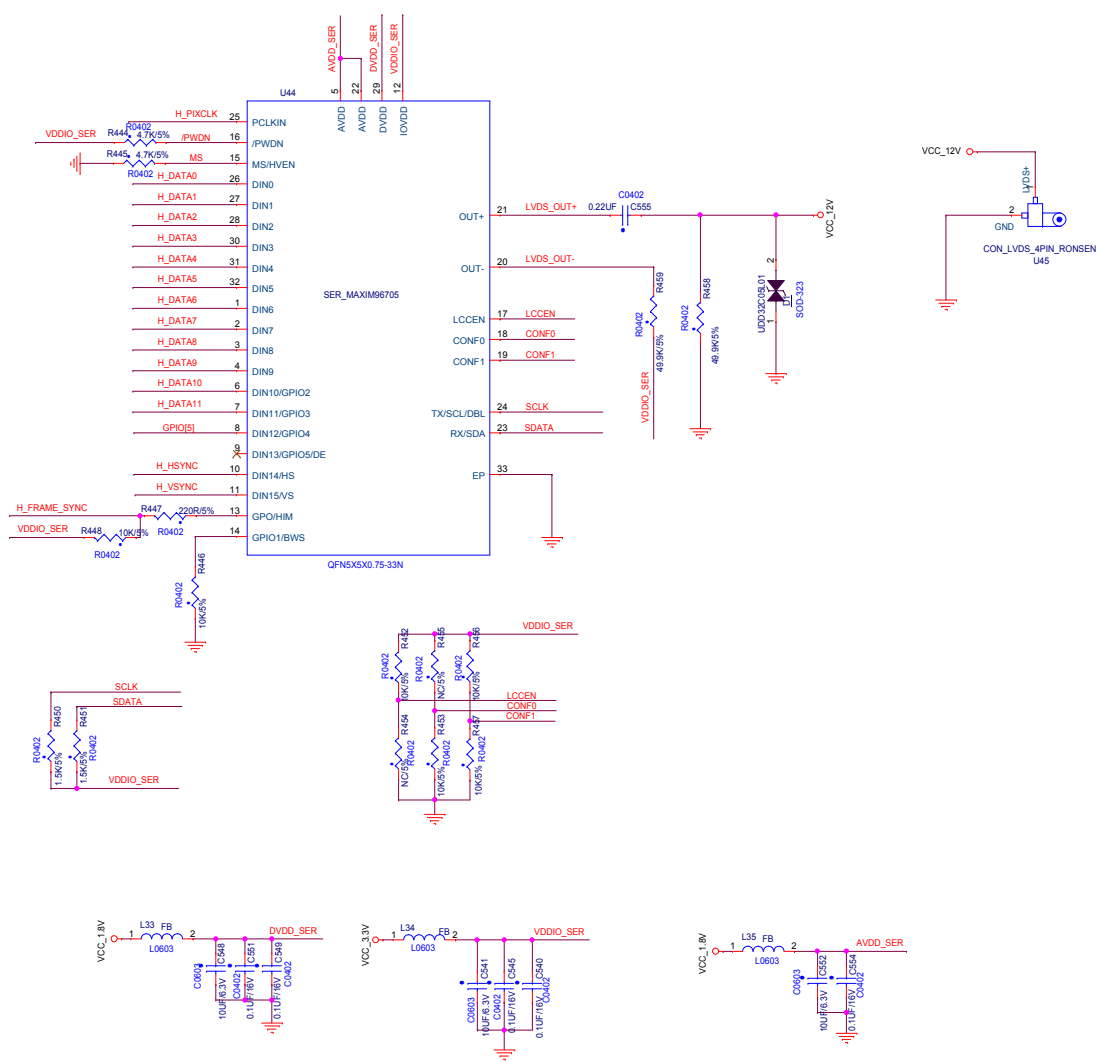 AVDD_SER
DVDD_SER
VDDIO_SER
U44
5
22
29
12
AVDD
AVDD
DVDD
IOVDD
H_PIXCLK
25
PCLKIN
VDDIO_SER
R444
R0402
4.7K/5%
/PWDN
16
/PWDN
R445
4.7K/5%
R0402
MS
15
MS/HVEN
H_DATA0
26
DIN0
H_DATA1
27
DIN1
H_DATA2
28
DIN2
H_DATA3
30
DIN3
H_DATA4
31
DIN4
H_DATA5
32
DIN5
H_DATA6
1
DIN6
H_DATA7
2
DIN7
H_DATA8
3
DIN8
H_DATA9
4
DIN9
H_DATA10
6
DIN10/GPIO2
H_DATA11
7
DIN11/GPIO3
GPIO[5]
8
DIN12/GPIO4
9
DIN13/GPIO5/DE
H_HSYNC
10
DIN14/HS
H_VSYNC
11
DIN15/VS
H_FRAME_SYNC
R447
220R/5%
R0402
13
GPO/HIM
VDDIO_SER
R448
10K/5%
R0402
14
GPIO1/BWS
R446
R0402
10K/5%
SER_MAXIM96705
QFN5X5X0.75-33N
OUT+
21
LVDS_OUT+
C0402
0.22UF
C555
VCC_12V
OUT-
20
LVDS_OUT-
R459
R0402
49.9K/5%
VDDIO_SER
R458
R0402
49.9K/5%
2
1
UDD32C05L01
D1
SOD-323
LCCEN
17
LCCEN
CONF0
18
CONF0
CONF1
19
CONF1
TX/SCL/DBL
24
SCLK
RX/SDA
23
SDATA
EP
33
VCC_12V
LVDS+
1
2
GND
CON_LVDS_4PIN_RONSEN
U45
VDDIO_SER
R452
R0402
10K/5%
R455
R0402
NC/5%
R456
R0402
10K/5%
LCCEN
CONF0
CONF1
R454
R0402
NC/5%
R453
R0402
10K/5%
R457
R0402
10K/5%
SCLK
SDATA
R450
R0402
1.5K/5%
R451
R0402
1.5K/5%
VDDIO_SER
VCC_1.8V
1
L33
FB
L0603
2
DVDD_SER
C548
C0603
10UF/6.3V
C551
C0402
0.1UF/16V
C549
C0402
VCC_3.3V
1
L34
FB
L0603
2
VDDIO_SER
C541
C0603
10UF/6.3V
C545
C0402
0.1UF/16V
C540
C0402
0.1UF/16V
VCC_1.8V
1
L35
FB
L0603
2
AVDD_SER
C552
C0603
10UF/6.3V
C554
C0402
0.1UF/16V